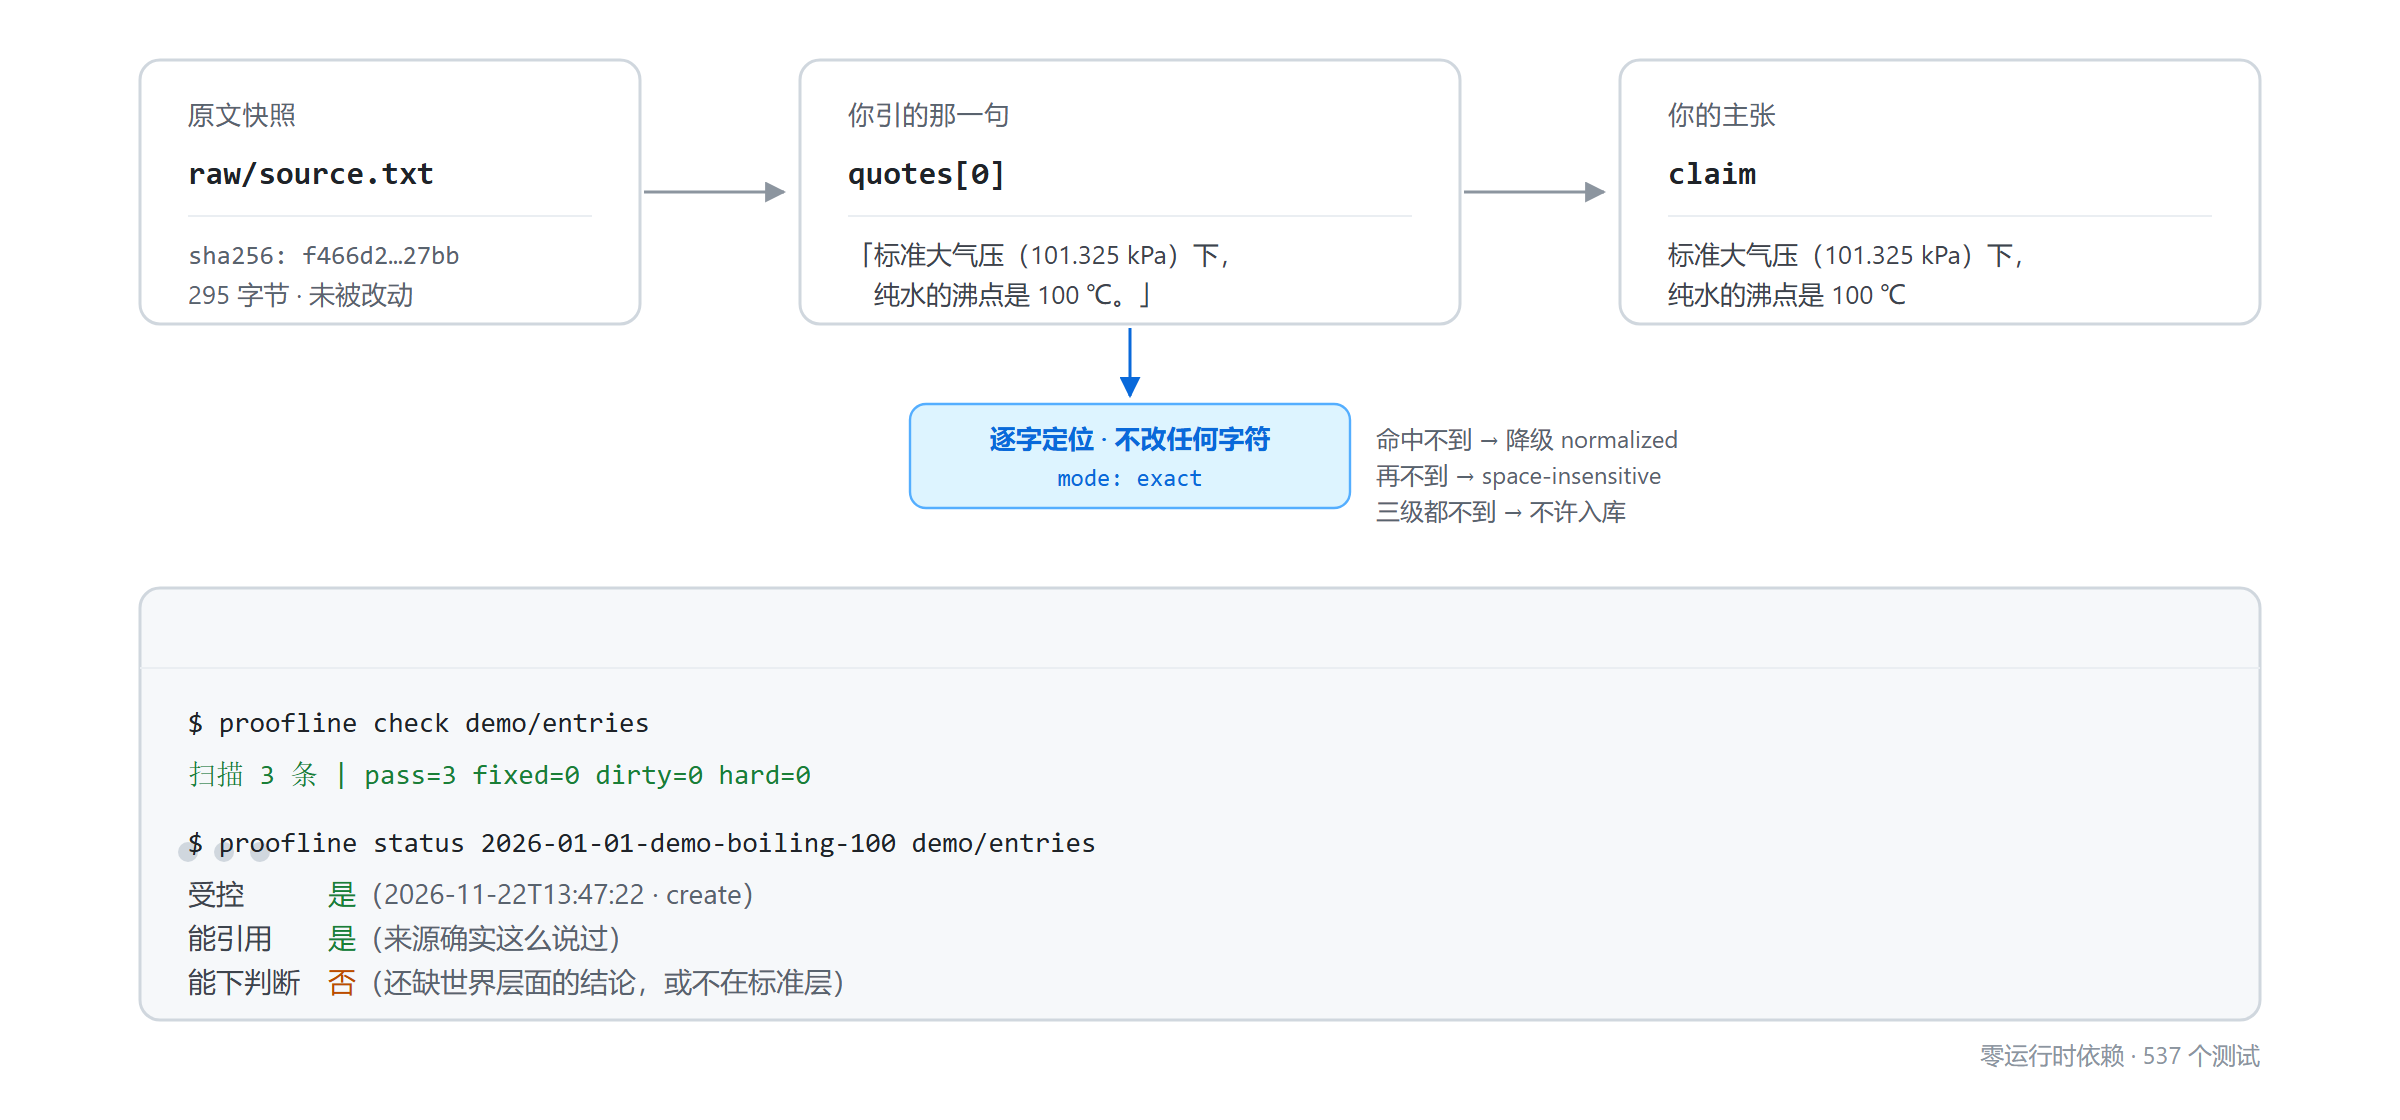 原文快照
raw/source.txt
sha256: f466d2…27bb
295 字节 · 未被改动
你引的那一句
quotes[0]
「标准大气压（101.325 kPa）下，
纯水的沸点是 100 ℃。」
你的主张
claim
标准大气压（101.325 kPa）下，
纯水的沸点是 100 ℃
逐字定位 · 不改任何字符
mode: exact
命中不到 → 降级 normalized
再不到 → space-insensitive
三级都不到 → 不许入库
$ proofline check demo/entries
扫描 3 条 | pass=3 fixed=0 dirty=0 hard=0
$ proofline status 2026-01-01-demo-boiling-100 demo/entries
受控 是（2026-11-22T13:47:22 · create）
能引用 是（来源确实这么说过）
能下判断 否（还缺世界层面的结论，或不在标准层）
零运行时依赖 · 537 个测试